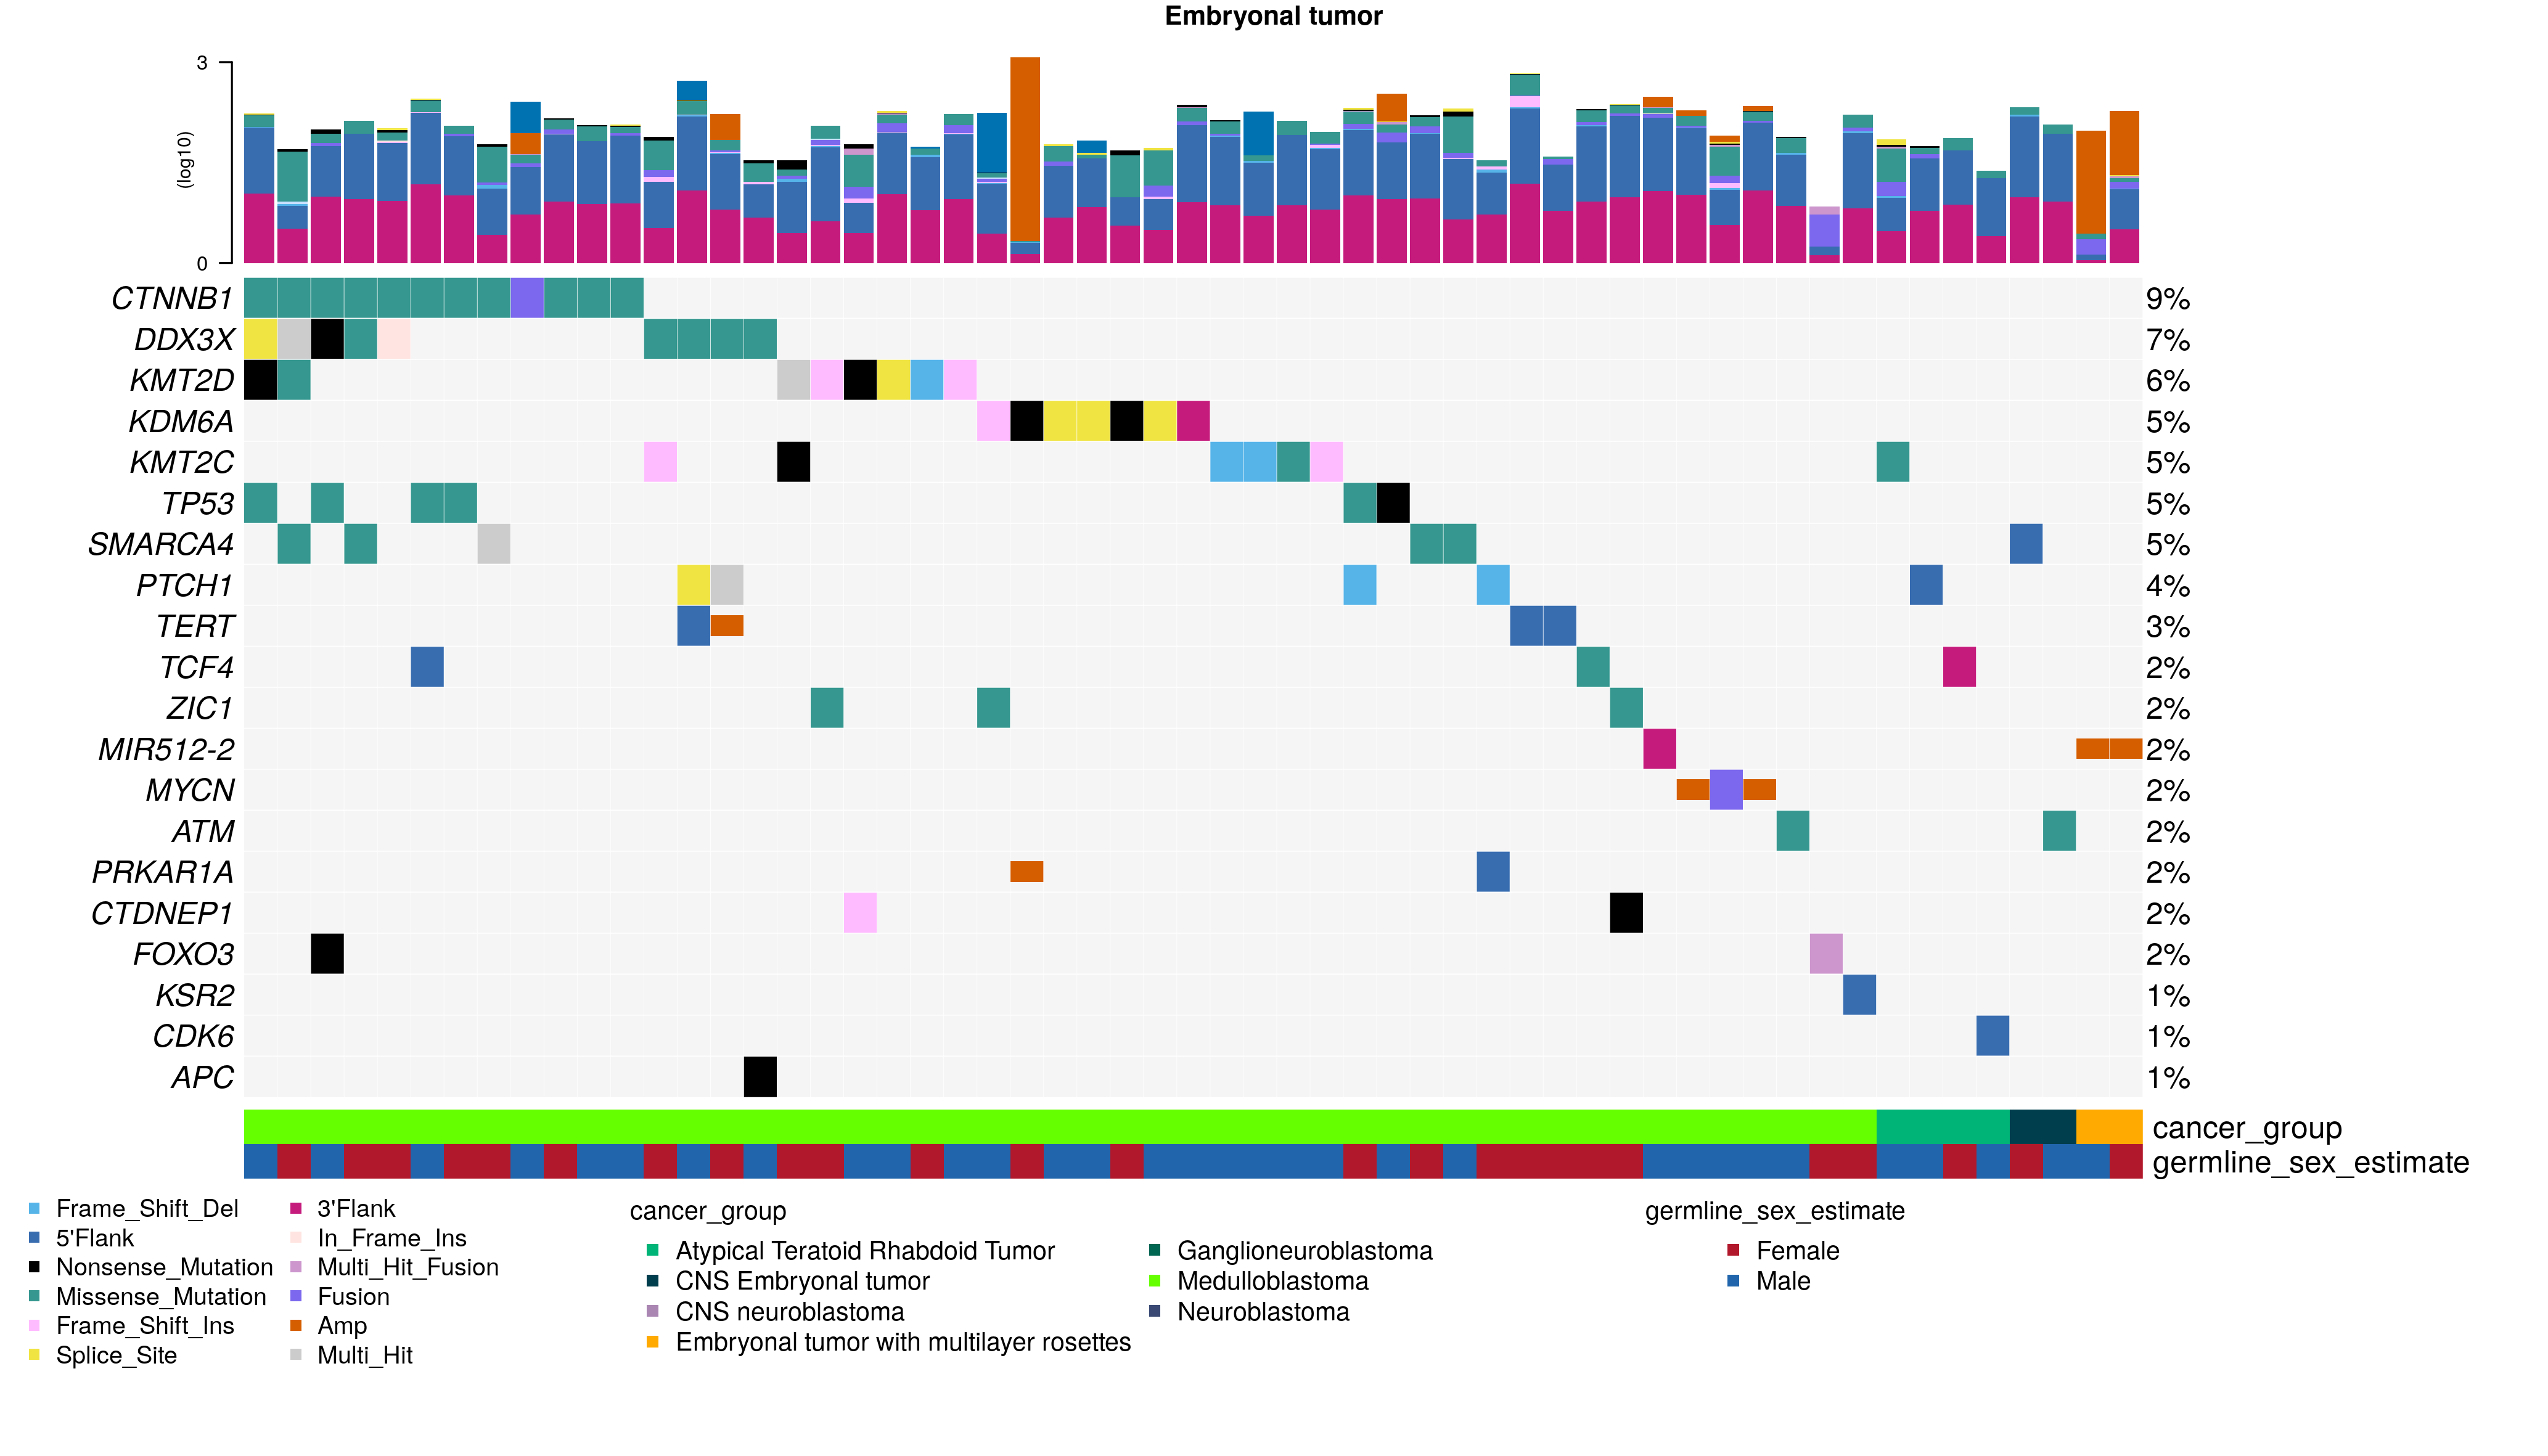 Embryonal tumor
3
(log10)
0
CTNNB1 9%
DDX3X 7%
KMT2D 6%
KDM6A 5%
KMT2C 5%
TP53 5%
SMARCA4 5%
PTCH1 4%
TERT 3%
TCF4 2%
ZIC1 2%
MIR512-2 2%
MYCN 2%
ATM 2%
PRKAR1A 2%
CTDNEP1 2%
FOXO3 2%
KSR2 1%
CDK6 1%
APC 1%
cancer_group
germline_sex_estimate
Frame_Shift_Del
5'Flank
Nonsense_Mutation
Missense_Mutation
Frame_Shift_Ins
Splice_Site
3'Flank
In_Frame_Ins
Multi_Hit_Fusion
Fusion
Amp
Multi_Hit
cancer_group
Atypical Teratoid Rhabdoid Tumor
CNS Embryonal tumor
CNS neuroblastoma
Embryonal tumor with multilayer rosettes
Ganglioneuroblastoma
Medulloblastoma
Neuroblastoma
germline_sex_estimate
Female
Male